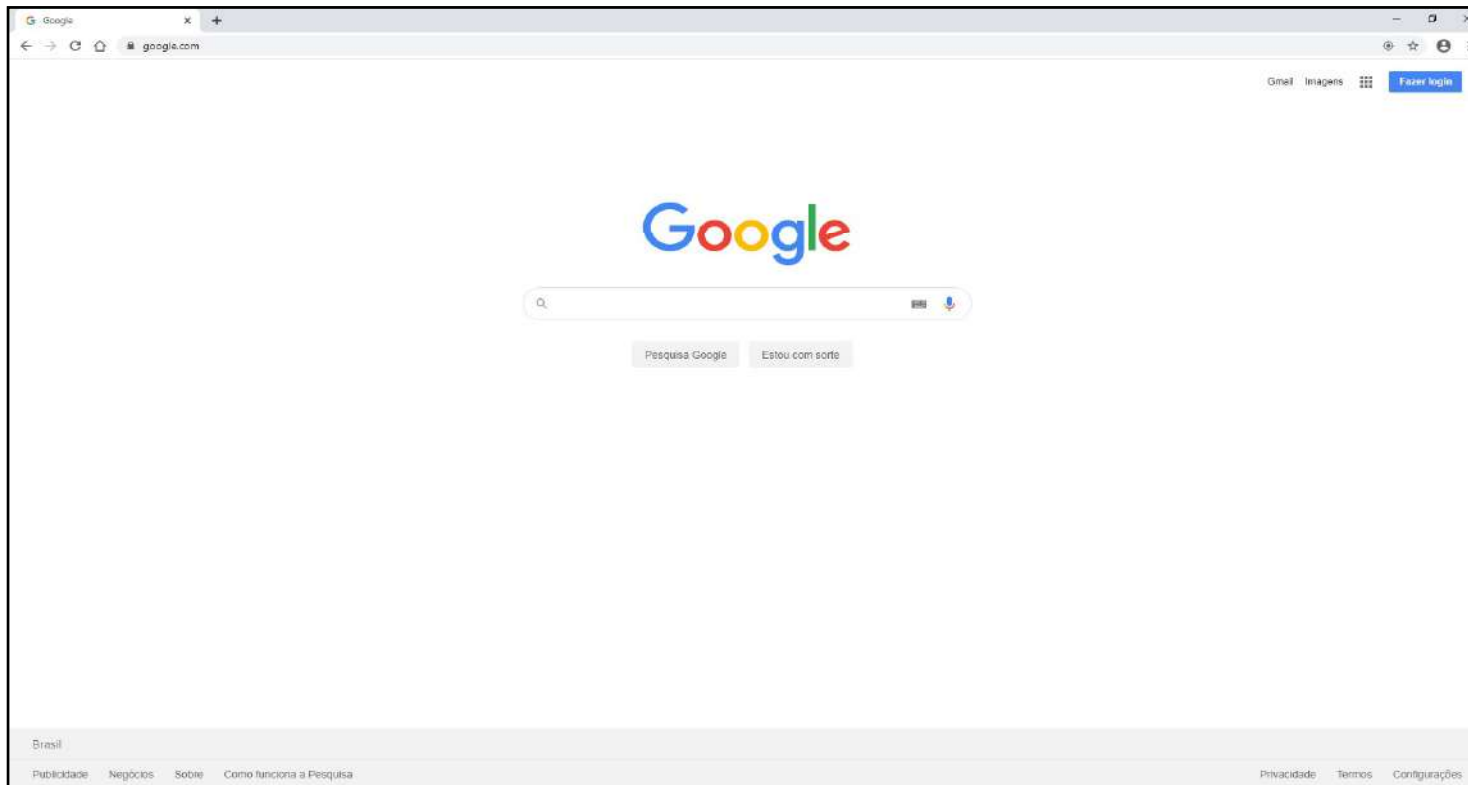 Google
google.com
Gmail Imagens Fazer login
Google
Pesquisa Google Estou com sorte
Brasil
Publicidade Negócios Sobre Como funciona a Pesquisa Privacidade Termos Configurações